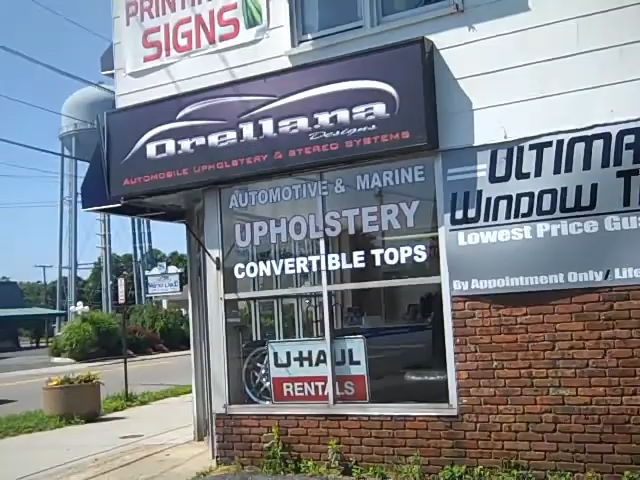 PRINTIN
SIGNS
Orellana
Designs
AUTOMOBILE UPHOLSTERY & STEREO SYSTEMS
AUTOMOTIVE & MARINE
UPHOLSTERY
CONVERTIBLE TOPS
U-HAUL
RENTALS
ULTIMA
WINDOW T
Lowest Price Gua
By Appointment Only / Life